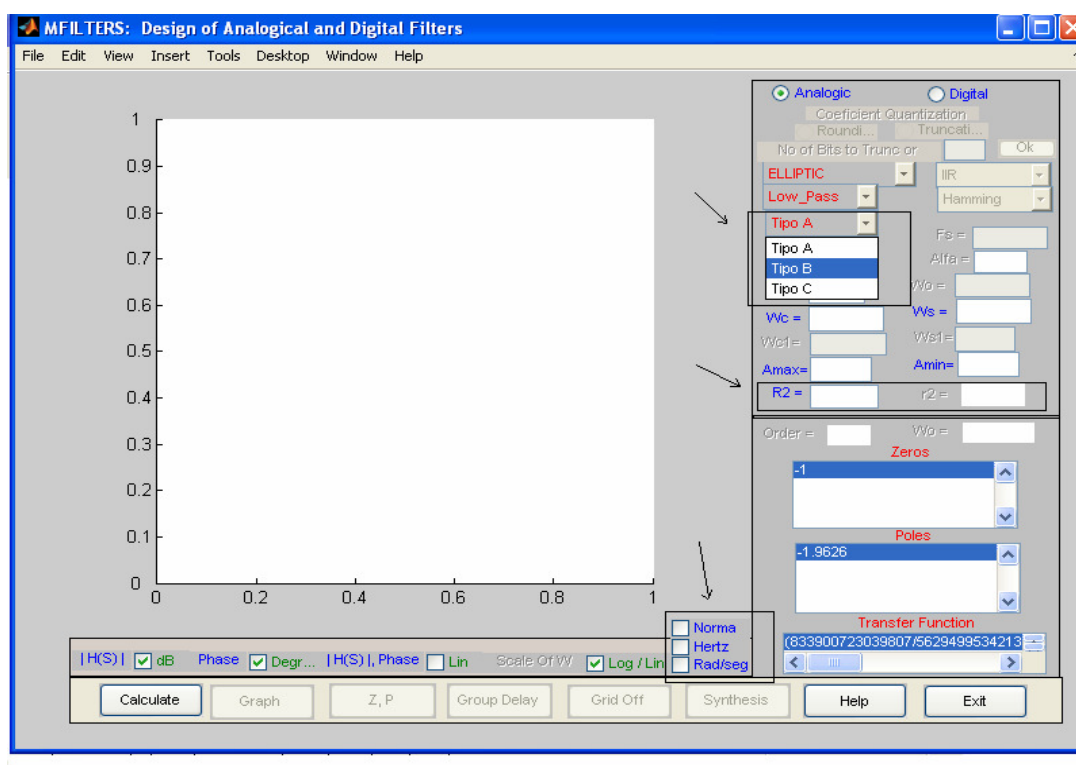 MFILTERS: Design of Analogical and Digital Filters
File Edit View Insert Tools Desktop Window Help
Analogic Digital
Coeficient Quantization
Roundi... Truncati...
No of Bits to Trunc or Ok
ELLIPTIC IIR
Low_Pass Hamming
Tipo A
Fs =
Tipo A
Alfa =
Tipo B
Wo =
Tipo C
Wc = Ws =
Wc1= Ws1=
Amax= Amin=
R2 = r2 =
Order = Wo =
Zeros
-1
Poles
-1.9626
Transfer Function
(833900723039807/5629499534213
1
0.9
0.8
0.7
0.6
0.5
0.4
0.3
0.2
0.1
0
0 0.2 0.4 0.6 0.8 1
Norma
Hertz
Rad/seg
|H(S)| dB Phase Degr... |H(S)|, Phase Lin Scale Of W Log / Lin
Calculate Graph Z, P Group Delay Grid Off Synthesis Help Exit